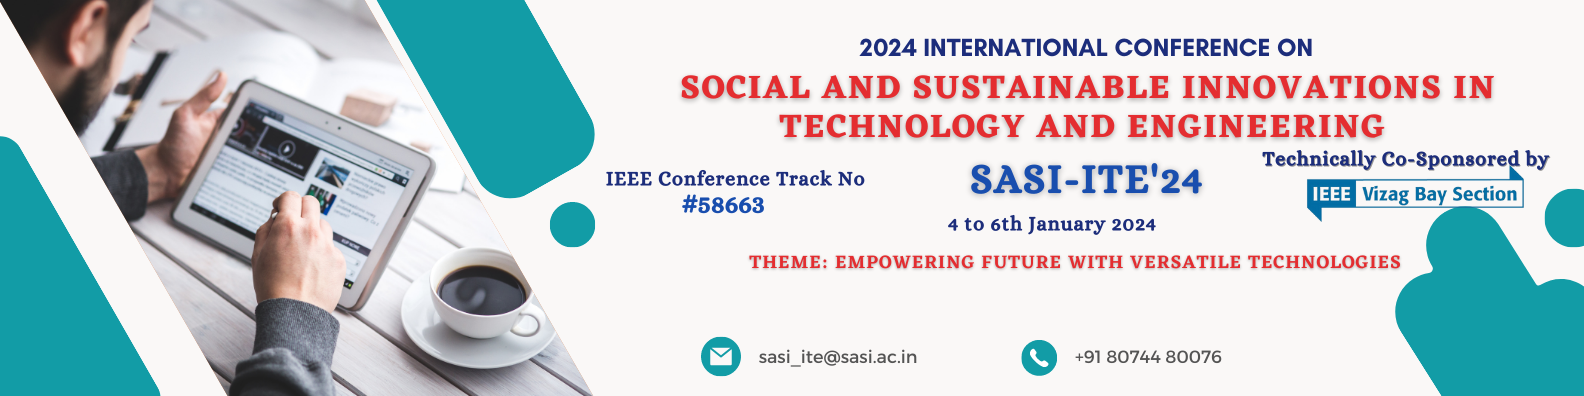 2024 INTERNATIONAL CONFERENCE ON
SOCIAL AND SUSTAINABLE INNOVATIONS IN
TECHNOLOGY AND ENGINEERING
Technically Co-Sponsored by
IEEE Vizag Bay Section
IEEE Conference Track No
#58663
SASI-ITE'24
4 to 6th January 2024
THEME: EMPOWERING FUTURE WITH VERSATILE TECHNOLOGIES
sasi_ite@sasi.ac.in
+91 80744 80076